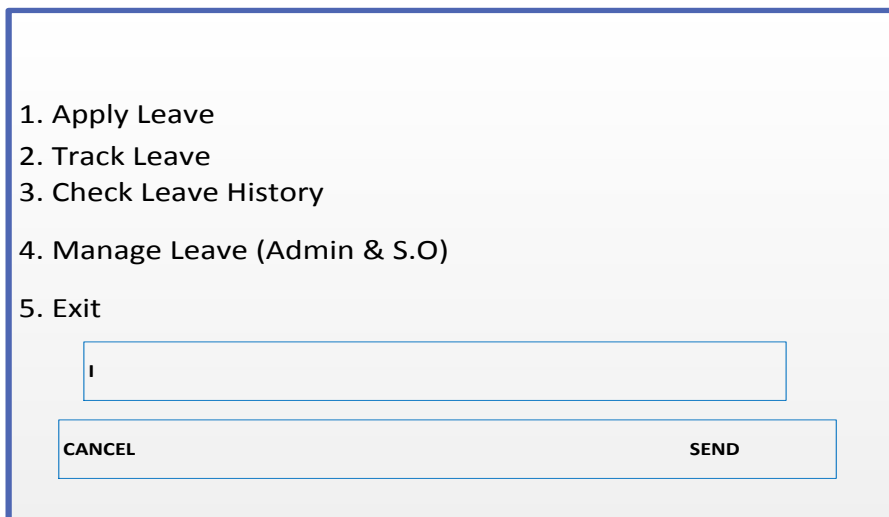 1. Apply Leave
2. Track Leave
3. Check Leave History
4. Manage Leave (Admin & S.O)
5. Exit
I
CANCEL SEND